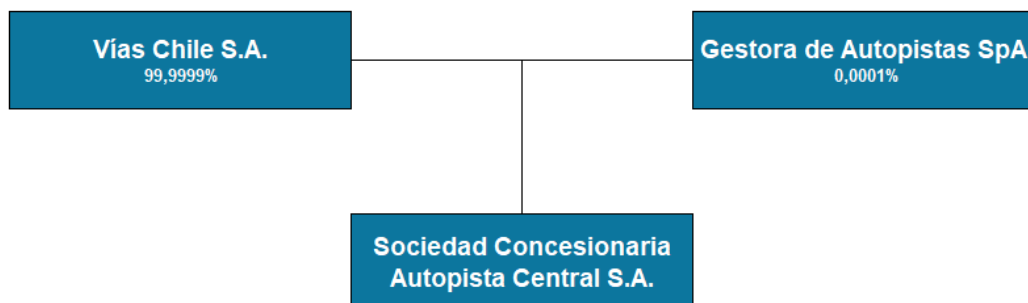 Vías Chile S.A.
99,9999%
Gestora de Autopistas SpA
0,0001%
Sociedad Concesionaria
Autopista Central S.A.